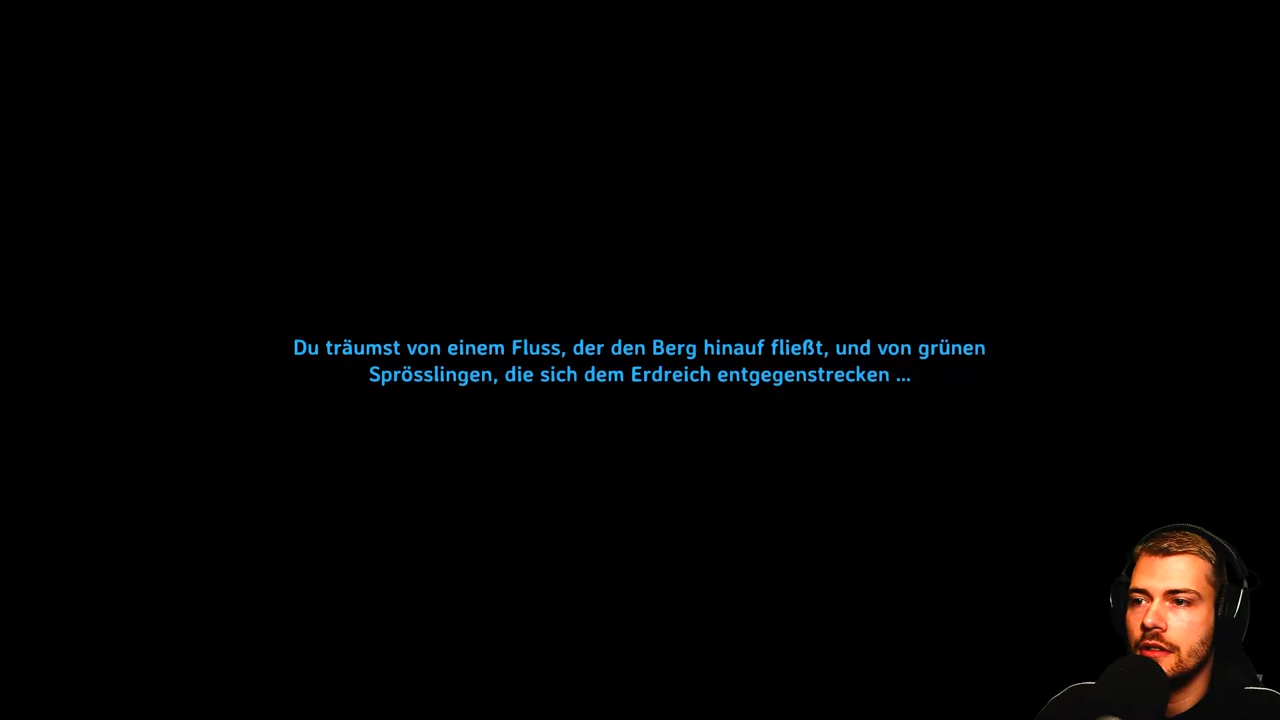 Du träumst von einem Fluss, der den Berg hinauf fließt, und von grünen
Sprösslingen, die sich dem Erdreich entgegenstrecken ...